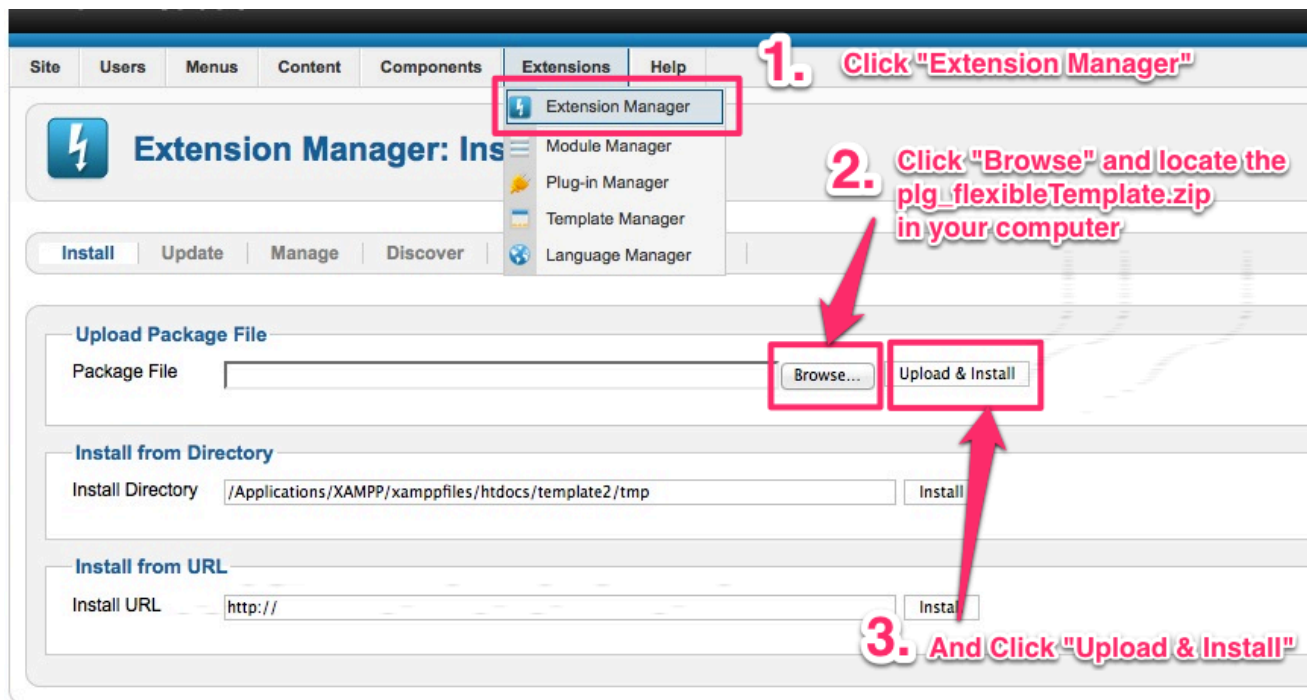 Site Users Menus Content Components Extensions Help
1. Click "Extension Manager"
Extension Manager
Extension Manager: Ins
Module Manager
Plug-in Manager
Template Manager
Language Manager
2. Click "Browse" and locate the
plg_flexibleTemplate.zip
in your computer
Install Update Manage Discover
Upload Package File
Package File Browse... Upload & Install
Install from Directory
Install Directory /Applications/XAMPP/xamppfiles/htdocs/template2/tmp Install
Install from URL
Install URL http:// Install
3. And Click "Upload & Install"